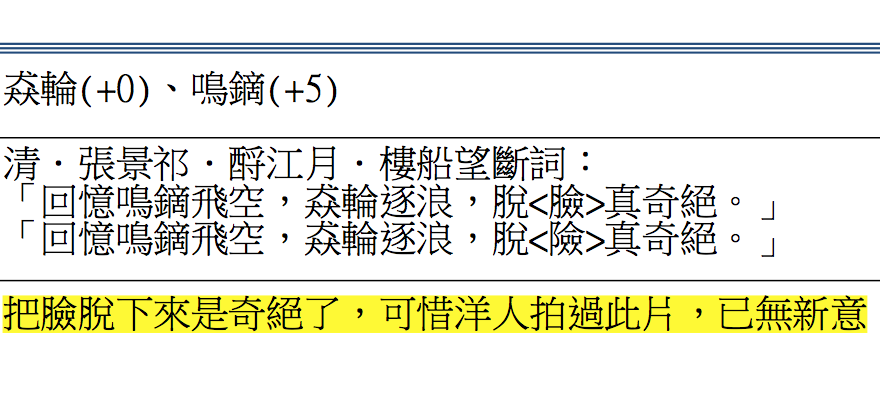 猋輪(+0)、鳴鏑(+5)
清．張景祁．酹江月．樓船望斷詞：
「回憶鳴鏑飛空，猋輪逐浪，脫<臉>真奇絕。」
「回憶鳴鏑飛空，猋輪逐浪，脫<險>真奇絕。」
把臉脫下來是奇絕了，可惜洋人拍過此片，已無新意